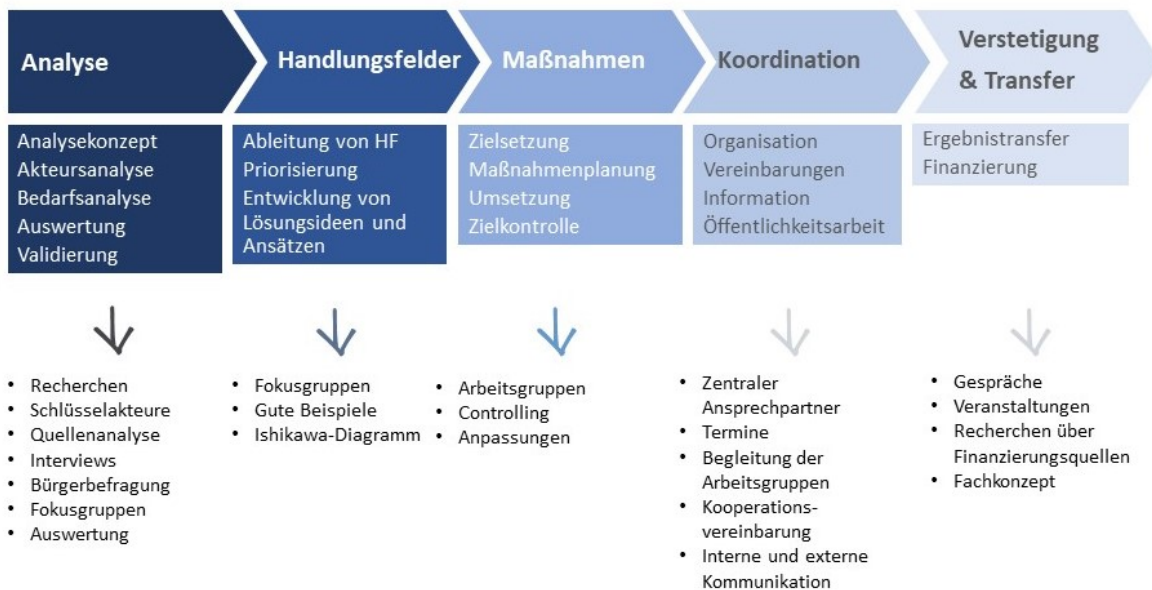 Analyse
Handlungsfelder
Maßnahmen
Koordination
Verstetigung
& Transfer
Analysekonzept
Akteursanalyse
Bedarfsanalyse
Auswertung
Validierung
Ableitung von HF
Priorisierung
Entwicklung von
Lösungsideen und
Ansätzen
Zielsetzung
Maßnahmenplanung
Umsetzung
Zielkontrolle
Organisation
Vereinbarungen
Information
Öffentlichkeitsarbeit
Ergebnistransfer
Finanzierung
• Recherchen
• Schlüsselakteure
• Quellenanalyse
• Interviews
• Bürgerbefragung
• Fokusgruppen
• Auswertung
• Fokusgruppen
• Gute Beispiele
• Ishikawa-Diagramm
• Arbeitsgruppen
• Controlling
• Anpassungen
• Zentraler
Ansprechpartner
• Termine
• Begleitung der
Arbeitsgruppen
• Kooperations-
vereinbarung
• Interne und externe
Kommunikation
• Gespräche
• Veranstaltungen
• Recherchen über
Finanzierungsquellen
• Fachkonzept